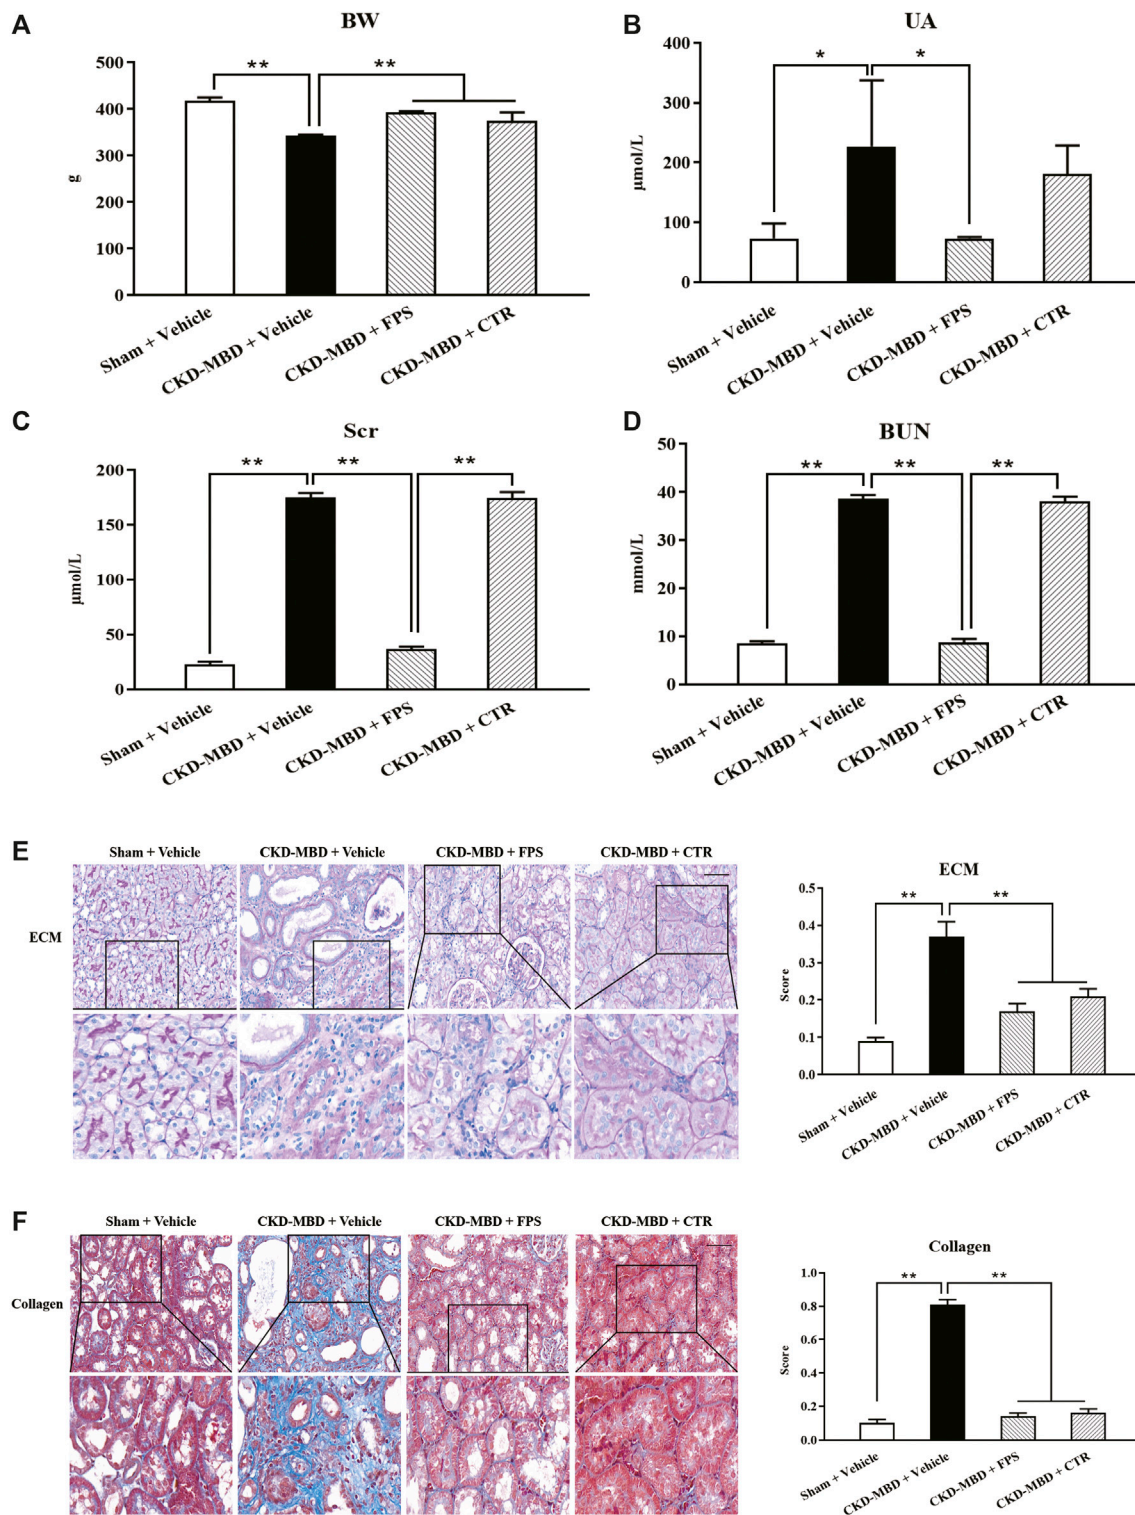 A
BW
**
**
500
400
300
200
100
0
g
Sham + Vehicle
CKD-MBD + Vehicle
CKD-MBD + FPS
CKD-MBD + CTR
B
UA
*
*
400
300
200
100
0
μmol/L
Sham + Vehicle
CKD-MBD + Vehicle
CKD-MBD + FPS
CKD-MBD + CTR
C
Scr
**
**
**
200
150
100
50
0
μmol/L
Sham + Vehicle
CKD-MBD + Vehicle
CKD-MBD + FPS
CKD-MBD + CTR
D
BUN
**
**
**
50
40
30
20
10
0
mmol/L
Sham + Vehicle
CKD-MBD + Vehicle
CKD-MBD + FPS
CKD-MBD + CTR
E
Sham + Vehicle
CKD-MBD + Vehicle
CKD-MBD + FPS
CKD-MBD + CTR
ECM
ECM
**
**
0.5
0.4
0.3
0.2
0.1
0.0
Score
Sham + Vehicle
CKD-MBD + Vehicle
CKD-MBD + FPS
CKD-MBD + CTR
F
Sham + Vehicle
CKD-MBD + Vehicle
CKD-MBD + FPS
CKD-MBD + CTR
Collagen
Collagen
**
**
1.0
0.8
0.6
0.4
0.2
0.0
Score
Sham + Vehicle
CKD-MBD + Vehicle
CKD-MBD + FPS
CKD-MBD + CTR